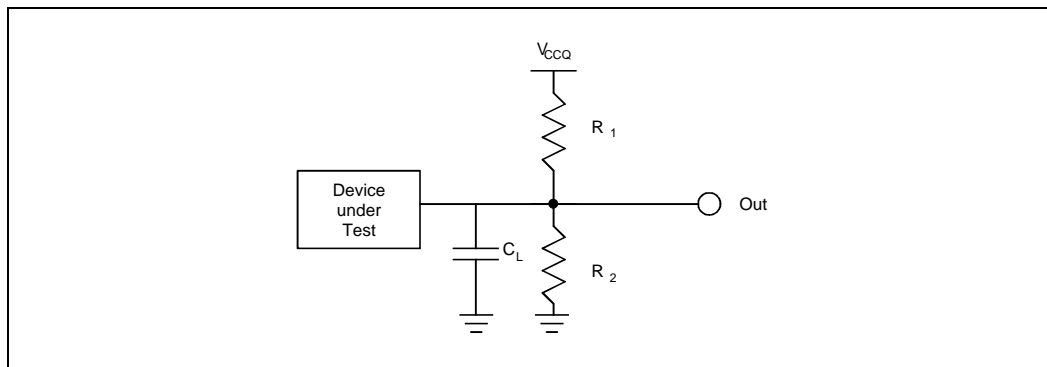 VCCQ
R 1
Device
under
Test
Out
CL
R 2